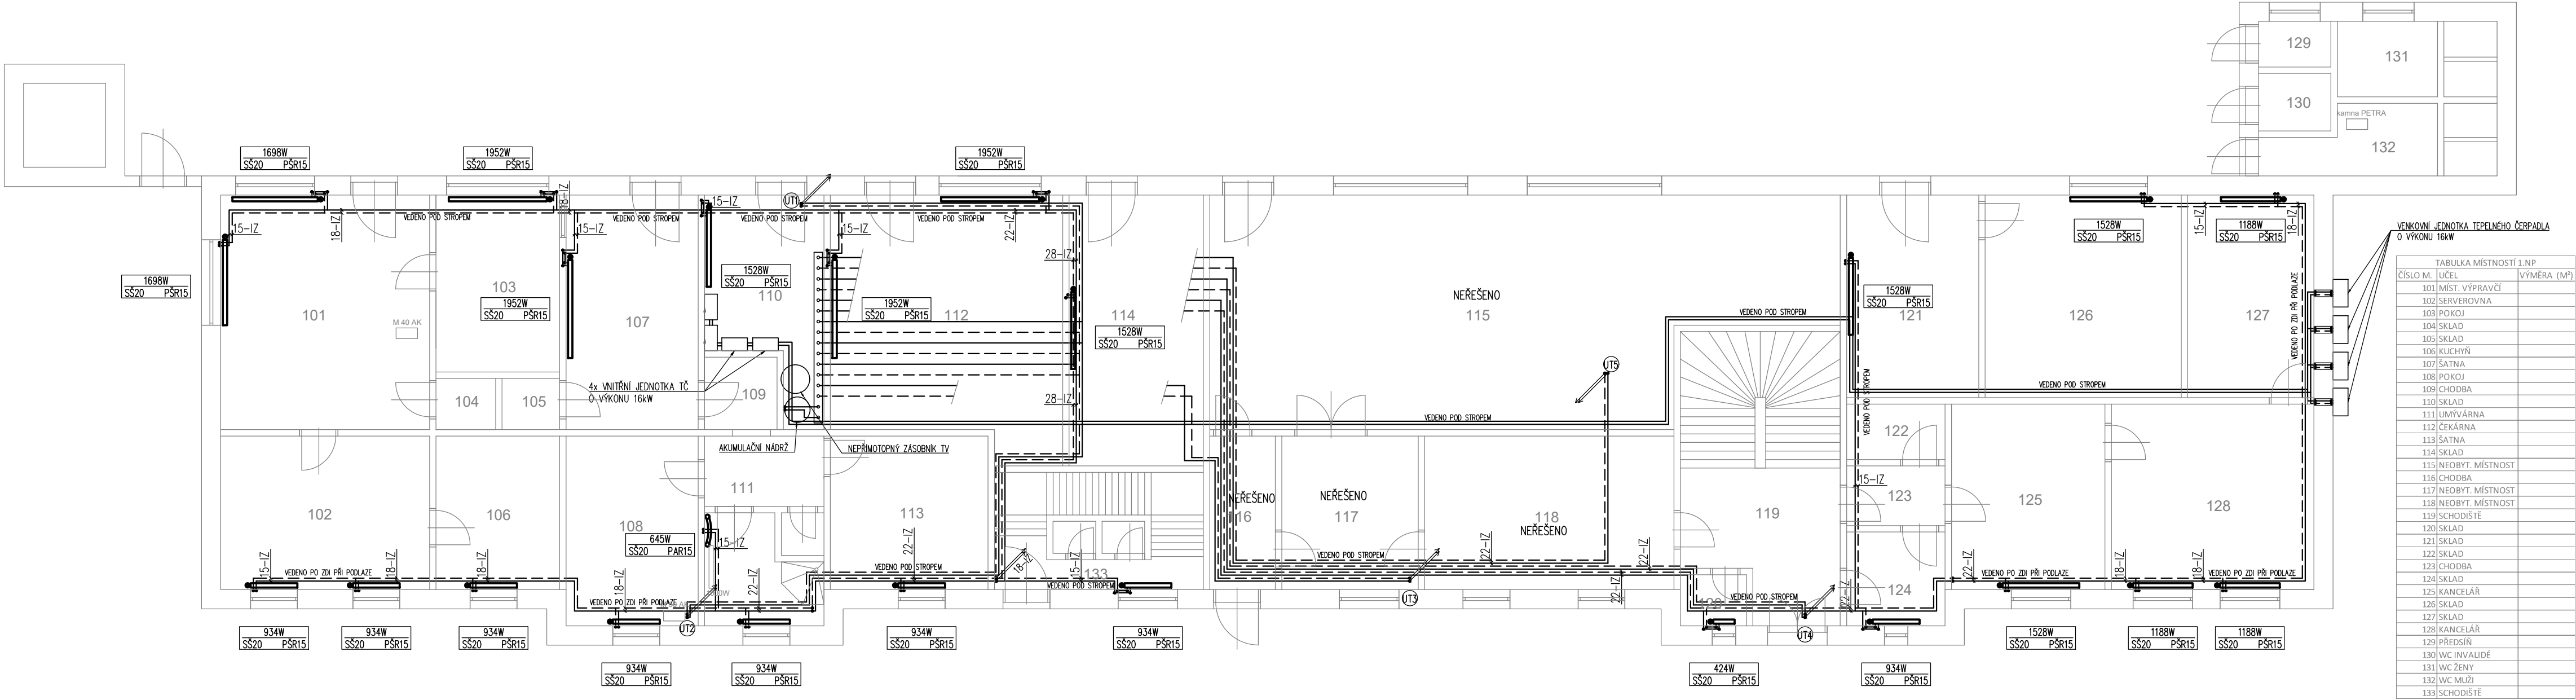 129
131
130
kamna PETRA
132
1698W
SŠ20 PŠR15
1952W
SŠ20 PŠR15
1952W
SŠ20 PŠR15
UT1
15-IZ
18-IZ
VEDENO POD STROPEM
18-IZ
15-IZ
VEDENO POD STROPEM
15-IZ
VEDENO POD STROPEM
15-IZ
VEDENO POD STROPEM
22-IZ
28-IZ
1698W
SŠ20 PŠR15
101
M 40 AK
103
1952W
SŠ20 PŠR15
107
1528W
SŠ20 PŠR15
110
1952W
SŠ20 PŠR15
112
114
1528W
SŠ20 PŠR15
NEŘEŠENO
115
VEDENO POD STROPEM
1528W
SŠ20 PŠR15
121
1528W
SŠ20 PŠR15
126
15-IZ
1188W
SŠ20 PŠR15
18-IZ
127
VEDENO PO ZDI PŘI PODLAZE
VENKOVNÍ JEDNOTKA TEPELNÉHO ČERPADLA
O VÝKONU 16kW
4x VNITŘNÍ JEDNOTKA TČ
O VÝKONU 16kW
104
105
109
28-IZ
UT5
VEDENO POD STROPEM
VEDENO POD STROPEM
VEDENO POD STROPEM
AKUMULAČNÍ NÁDRŽ
NEPŘÍMOTOPNÝ ZÁSOBNÍK TV
102
106
108
645W
SŠ20 PAR15
111
15-IZ
113
22-IZ
VEDENO POD STROPEM
18-IZ
15-IZ
133
VEDENO POD STROPEM
NEŘEŠENO
116
NEŘEŠENO
117
118
NEŘEŠENO
VEDENO POD STROPEM
22-IZ
22-IZ
22-IZ
119
122
123
15-IZ
124
22-IZ
125
128
15-IZ
VEDENO PO ZDI PŘI PODLAZE
18-IZ
18-IZ
VEDENO PO ZDI PŘI PODLAZE
18-IZ
22-IZ
UT2
UT3
VEDENO POD STROPEM
120
UT4
22-IZ
VEDENO PO ZDI PŘI PODLAZE
18-IZ
18-IZ
VEDENO PO ZDI PŘI PODLAZE
934W
SŠ20 PŠR15
934W
SŠ20 PŠR15
934W
SŠ20 PŠR15
934W
SŠ20 PŠR15
934W
SŠ20 PŠR15
934W
SŠ20 PŠR15
934W
SŠ20 PŠR15
424W
SŠ20 PŠR15
934W
SŠ20 PŠR15
1528W
SŠ20 PŠR15
1188W
SŠ20 PŠR15
1188W
SŠ20 PŠR15
TABULKA MÍSTNOSTÍ 1.NP
ČÍSLO M. ÚČEL VÝMĚRA (M²)
101 MÍST. VÝPRAVČÍ
102 SERVEROVNA
103 POKOJ
104 SKLAD
105 SKLAD
106 KUCHYŇ
107 ŠATNA
108 POKOJ
109 CHODBA
110 SKLAD
111 UMÝVÁRNA
112 ČEKÁRNA
113 ŠATNA
114 SKLAD
115 NEOBYT. MÍSTNOST
116 CHODBA
117 NEOBYT. MÍSTNOST
118 NEOBYT. MÍSTNOST
119 SCHODIŠTĚ
120 SKLAD
121 SKLAD
122 SKLAD
123 CHODBA
124 SKLAD
125 KANCELÁŘ
126 SKLAD
127 SKLAD
128 KANCELÁŘ
129 PŘEDSÍŇ
130 WC INVALIDÉ
131 WC ŽENY
132 WC MUŽI
133 SCHODIŠTĚ